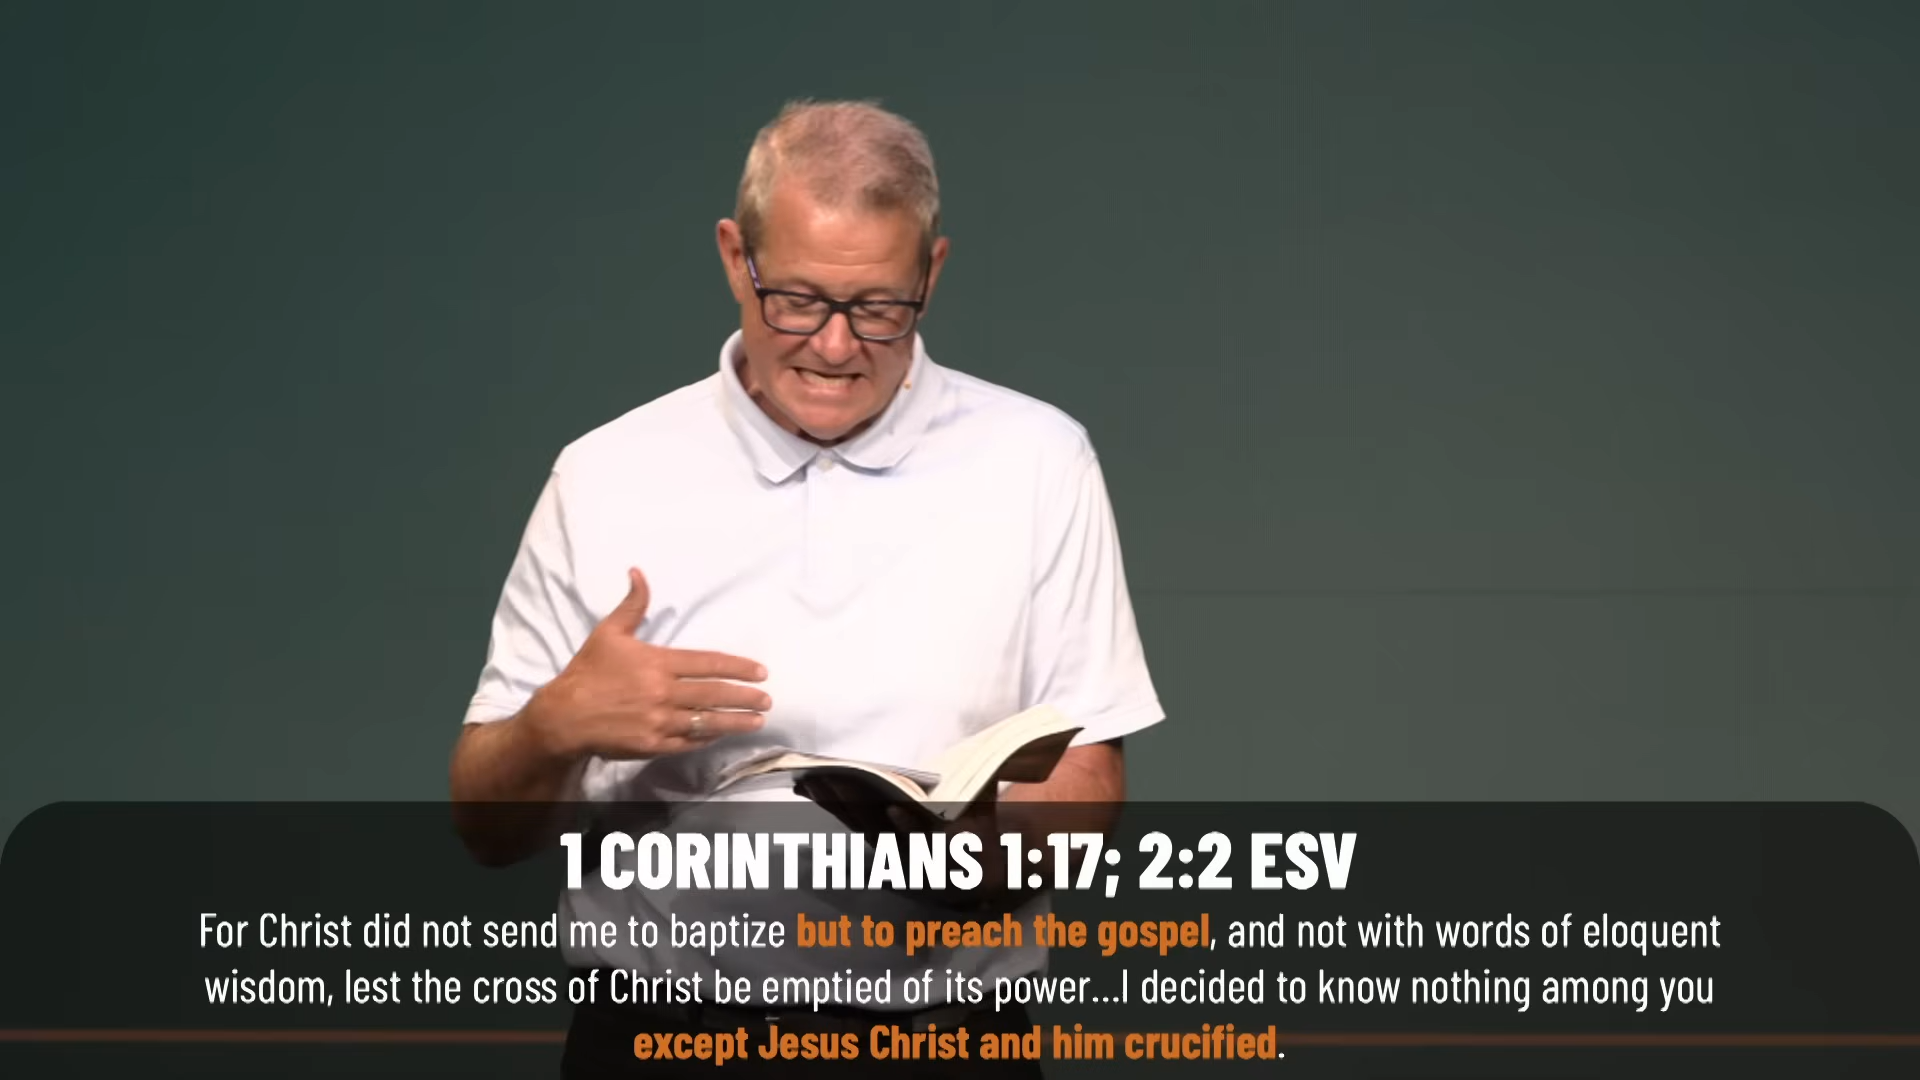 1 CORINTHIANS 1:17; 2:2 ESV
For Christ did not send me to baptize but to preach the gospel, and not with words of eloquent
wisdom, lest the cross of Christ be emptied of its power...I decided to know nothing among you
except Jesus Christ and him crucified.